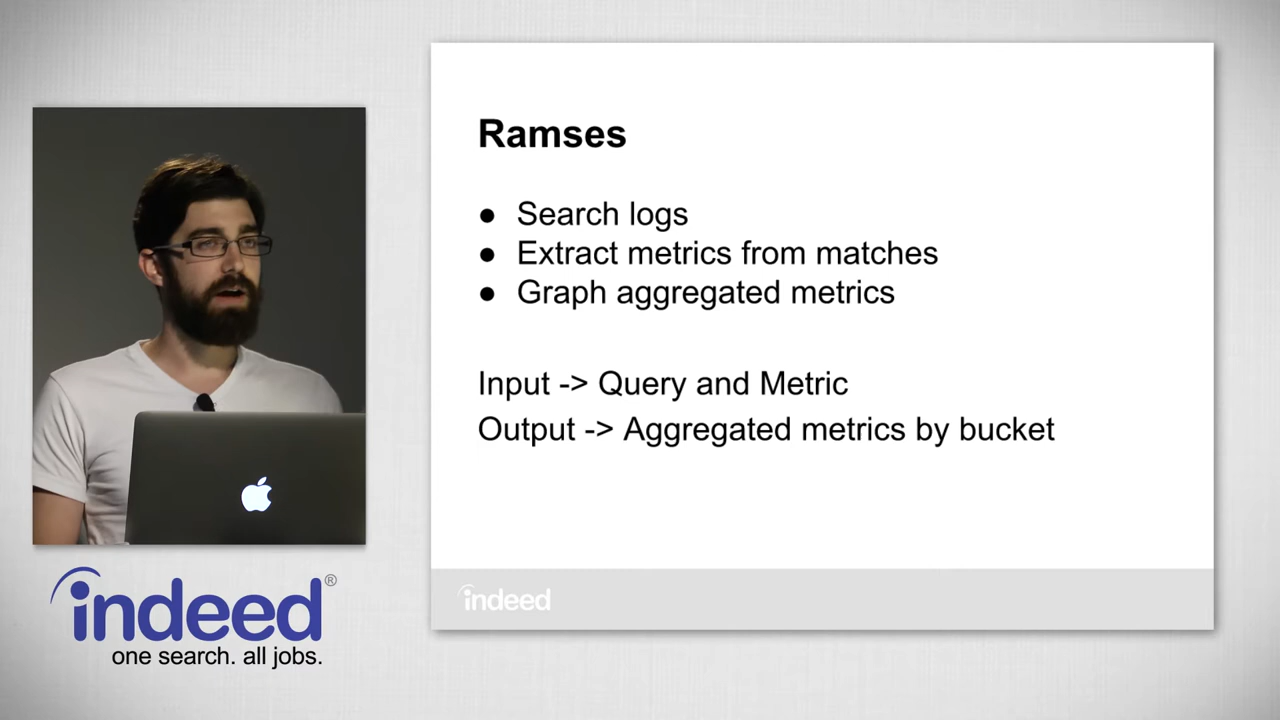 Ramses
● Search logs
● Extract metrics from matches
● Graph aggregated metrics
Input -> Query and Metric
Output -> Aggregated metrics by bucket
indeed
indeed®
one search. all jobs.